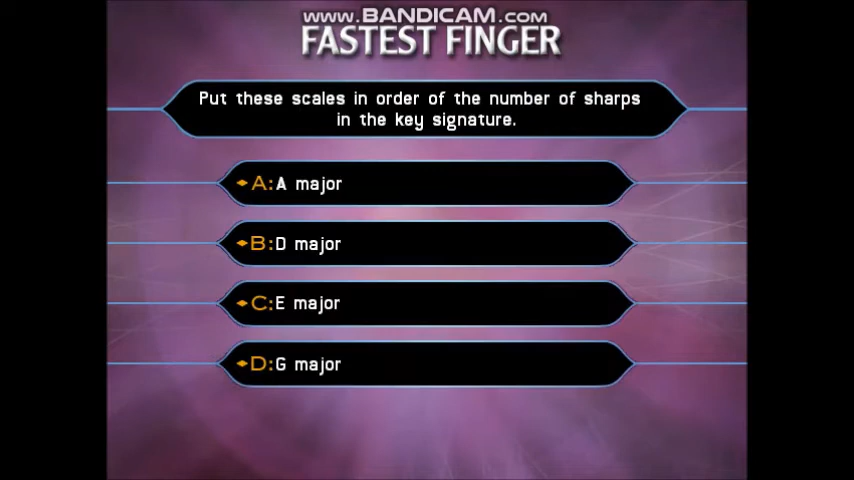 www.BANDICAM.com
FASTEST FINGER
Put these scales in order of the number of sharps
in the key signature.
A: A major
B: D major
C: E major
D: G major